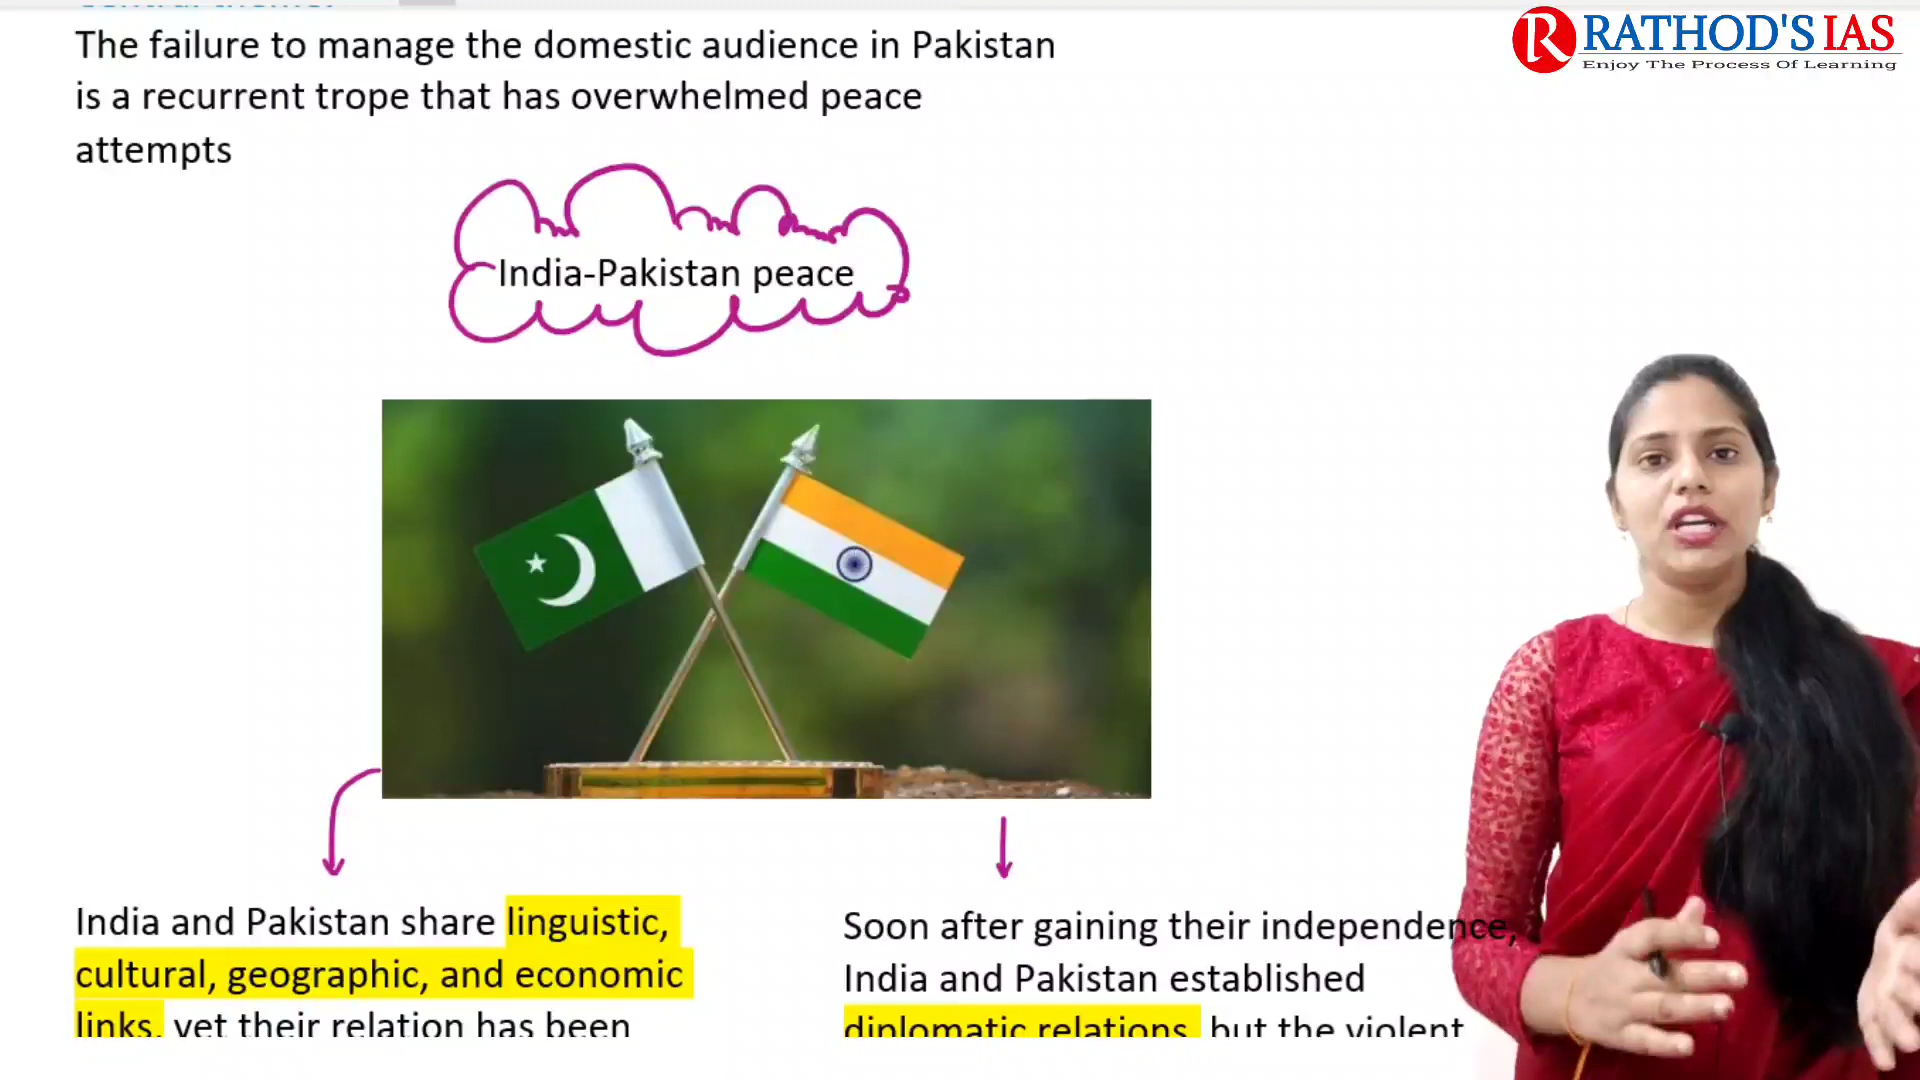 RATHOD'S IAS
Enjoy The Process Of Learning
The failure to manage the domestic audience in Pakistan
is a recurrent trope that has overwhelmed peace
attempts
India-Pakistan peace
India and Pakistan share linguistic,
cultural, geographic, and economic
links, yet their relation has been
Soon after gaining their independence,
India and Pakistan established
diplomatic relations, but the violent